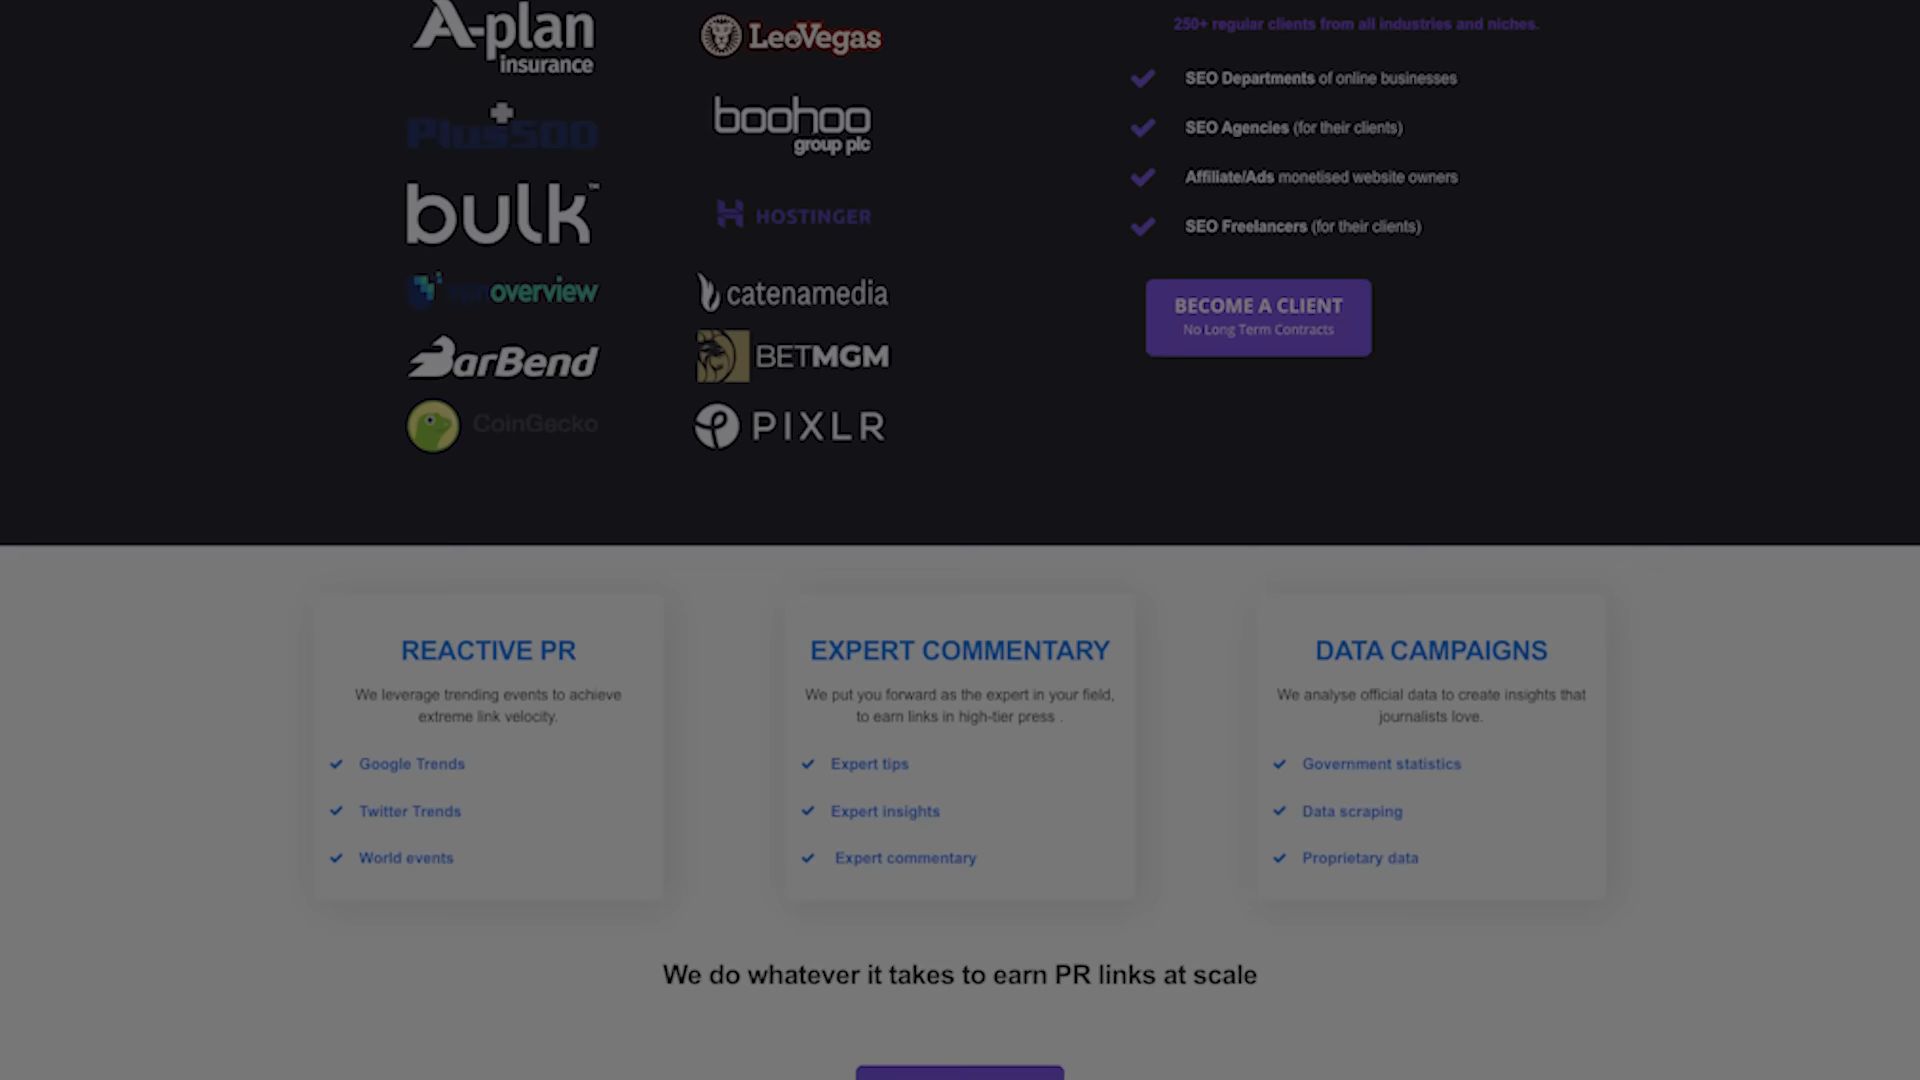 A-plan
insurance
LeoVegas
Plus500
boohoo
group plc
bulk™
HOSTINGER
vpnoverview
catenamedia
BarBend
BETMGM
CoinGecko
PIXLR
250+ regular clients from all industries and niches.
SEO Departments of online businesses
SEO Agencies (for their clients)
Affiliate/Ads monetised website owners
SEO Freelancers (for their clients)
BECOME A CLIENT
No Long Term Contracts
REACTIVE PR
We leverage trending events to achieve
extreme link velocity.
Google Trends
Twitter Trends
World events
EXPERT COMMENTARY
We put you forward as the expert in your field,
to earn links in high-tier press .
Expert tips
Expert insights
Expert commentary
DATA CAMPAIGNS
We analyse official data to create insights that
journalists love.
Government statistics
Data scraping
Proprietary data
We do whatever it takes to earn PR links at scale